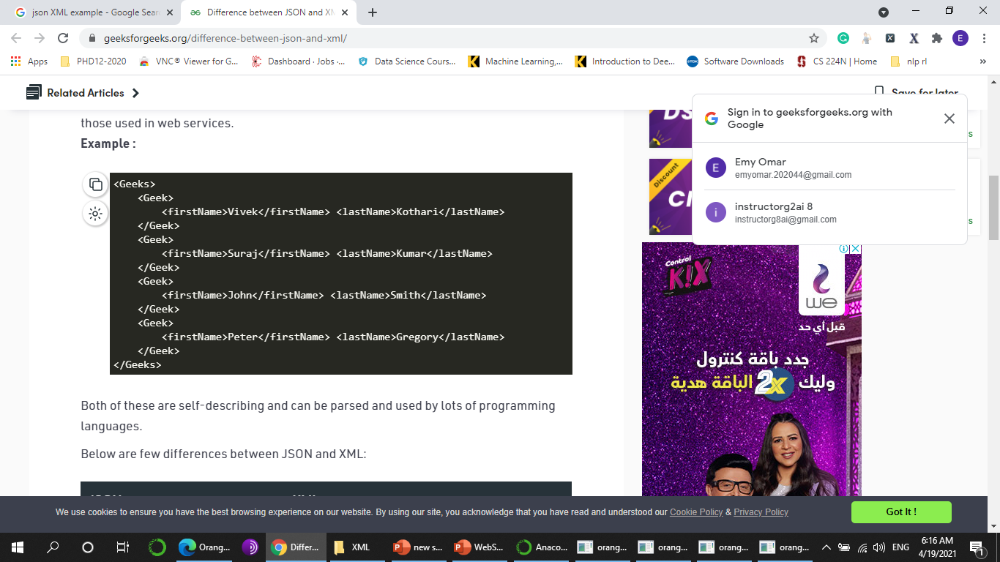 json XML example - Google Sear
Difference between JSON and XM
geeksforgeeks.org/difference-between-json-and-xml/
E
Apps
PHD12-2020
VNC® Viewer for G...
Dashboard · Jobs ·...
Data Science Cours...
Machine Learning,...
Introduction to Dee...
Software Downloads
CS 224N | Home
nlp rl
»
Related Articles
Save for later
those used in web services.
Example :
<Geeks>
<Geek>
<firstName>Vivek</firstName> <lastName>Kothari</lastName>
</Geek>
<Geek>
<firstName>Suraj</firstName> <lastName>Kumar</lastName>
</Geek>
<Geek>
<firstName>John</firstName> <lastName>Smith</lastName>
</Geek>
<Geek>
<firstName>Peter</firstName> <lastName>Gregory</lastName>
</Geek>
</Geeks>
Both of these are self-describing and can be parsed and used by lots of programming
languages.
Below are few differences between JSON and XML:
Sign in to geeksforgeeks.org with
Google
E
Emy Omar
emyomar.202044@gmail.com
i
instructorg2ai 8
instructorg8ai@gmail.com
DS
s
Discount
s
Control
KIX
we
قبل أي حد
جدد باقة كنترول
وليك 2x الباقة هدية
We use cookies to ensure you have the best browsing experience on our website. By using our site, you acknowledge that you have read and understood our Cookie Policy & Privacy Policy
Got It !
Orang...
Differ...
XML
new s...
WebS...
Anaco...
orang...
orang...
orang...
orang...
ENG
6:16 AM
4/19/2021
1